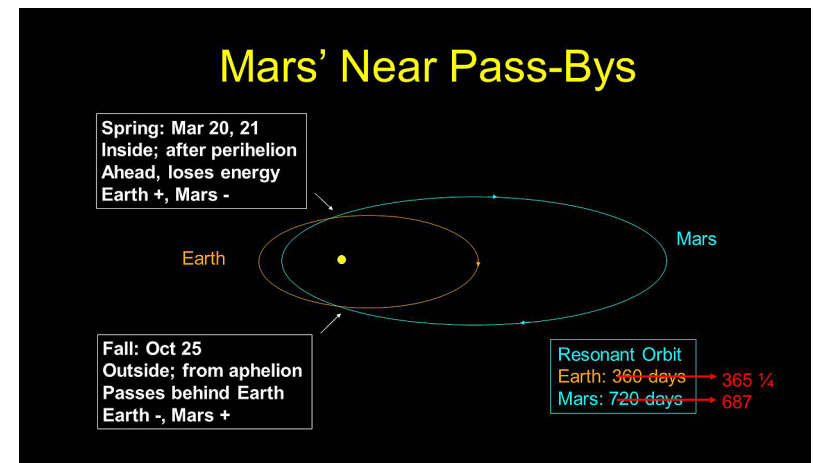 Mars’ Near Pass-Bys
Spring: Mar 20, 21
Inside; after perihelion
Ahead, loses energy
Earth +, Mars -
Earth
Mars
Fall: Oct 25
Outside; from aphelion
Passes behind Earth
Earth -, Mars +
Resonant Orbit
Earth: 360 days 365 ¼
Mars: 720 days 687